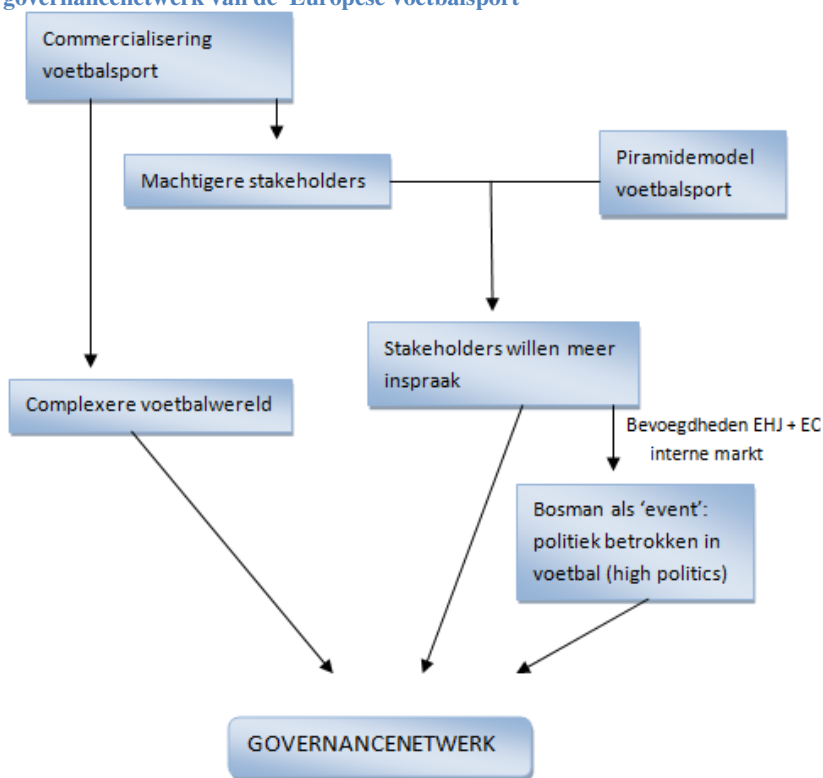 governancenetwerk van de Europese voetbalsport
Commercialisering
voetbalsport
Machtigere stakeholders
Piramidemodel
voetbalsport
Stakeholders willen meer
inspraak
Complexere voetbalwereld
Bevoegdheden EHJ + EC
interne markt
Bosman als ‘event’:
politiek betrokken in
voetbal (high politics)
GOVERNANCENETWERK